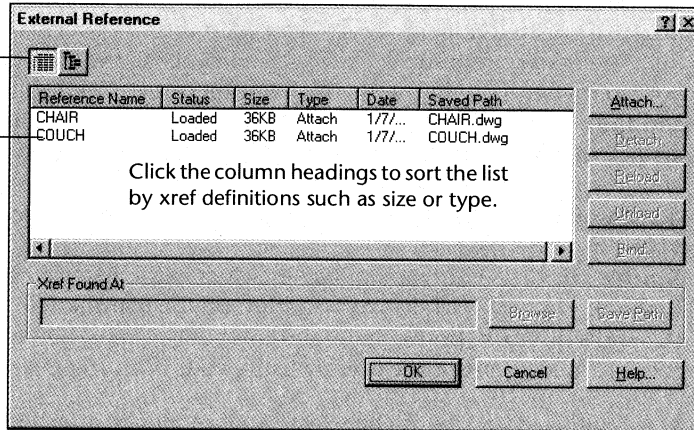 External Reference
Reference Name Status Size Type Date Saved Path
CHAIR Loaded 36KB Attach 1/7/... CHAIR.dwg
COUCH Loaded 36KB Attach 1/7/... COUCH.dwg
Click the column headings to sort the list
by xref definitions such as size or type.
Attach...
Detach
Reload
Unload
Bind...
Xref Found At
Browse
Save Path
OK
Cancel
Help...